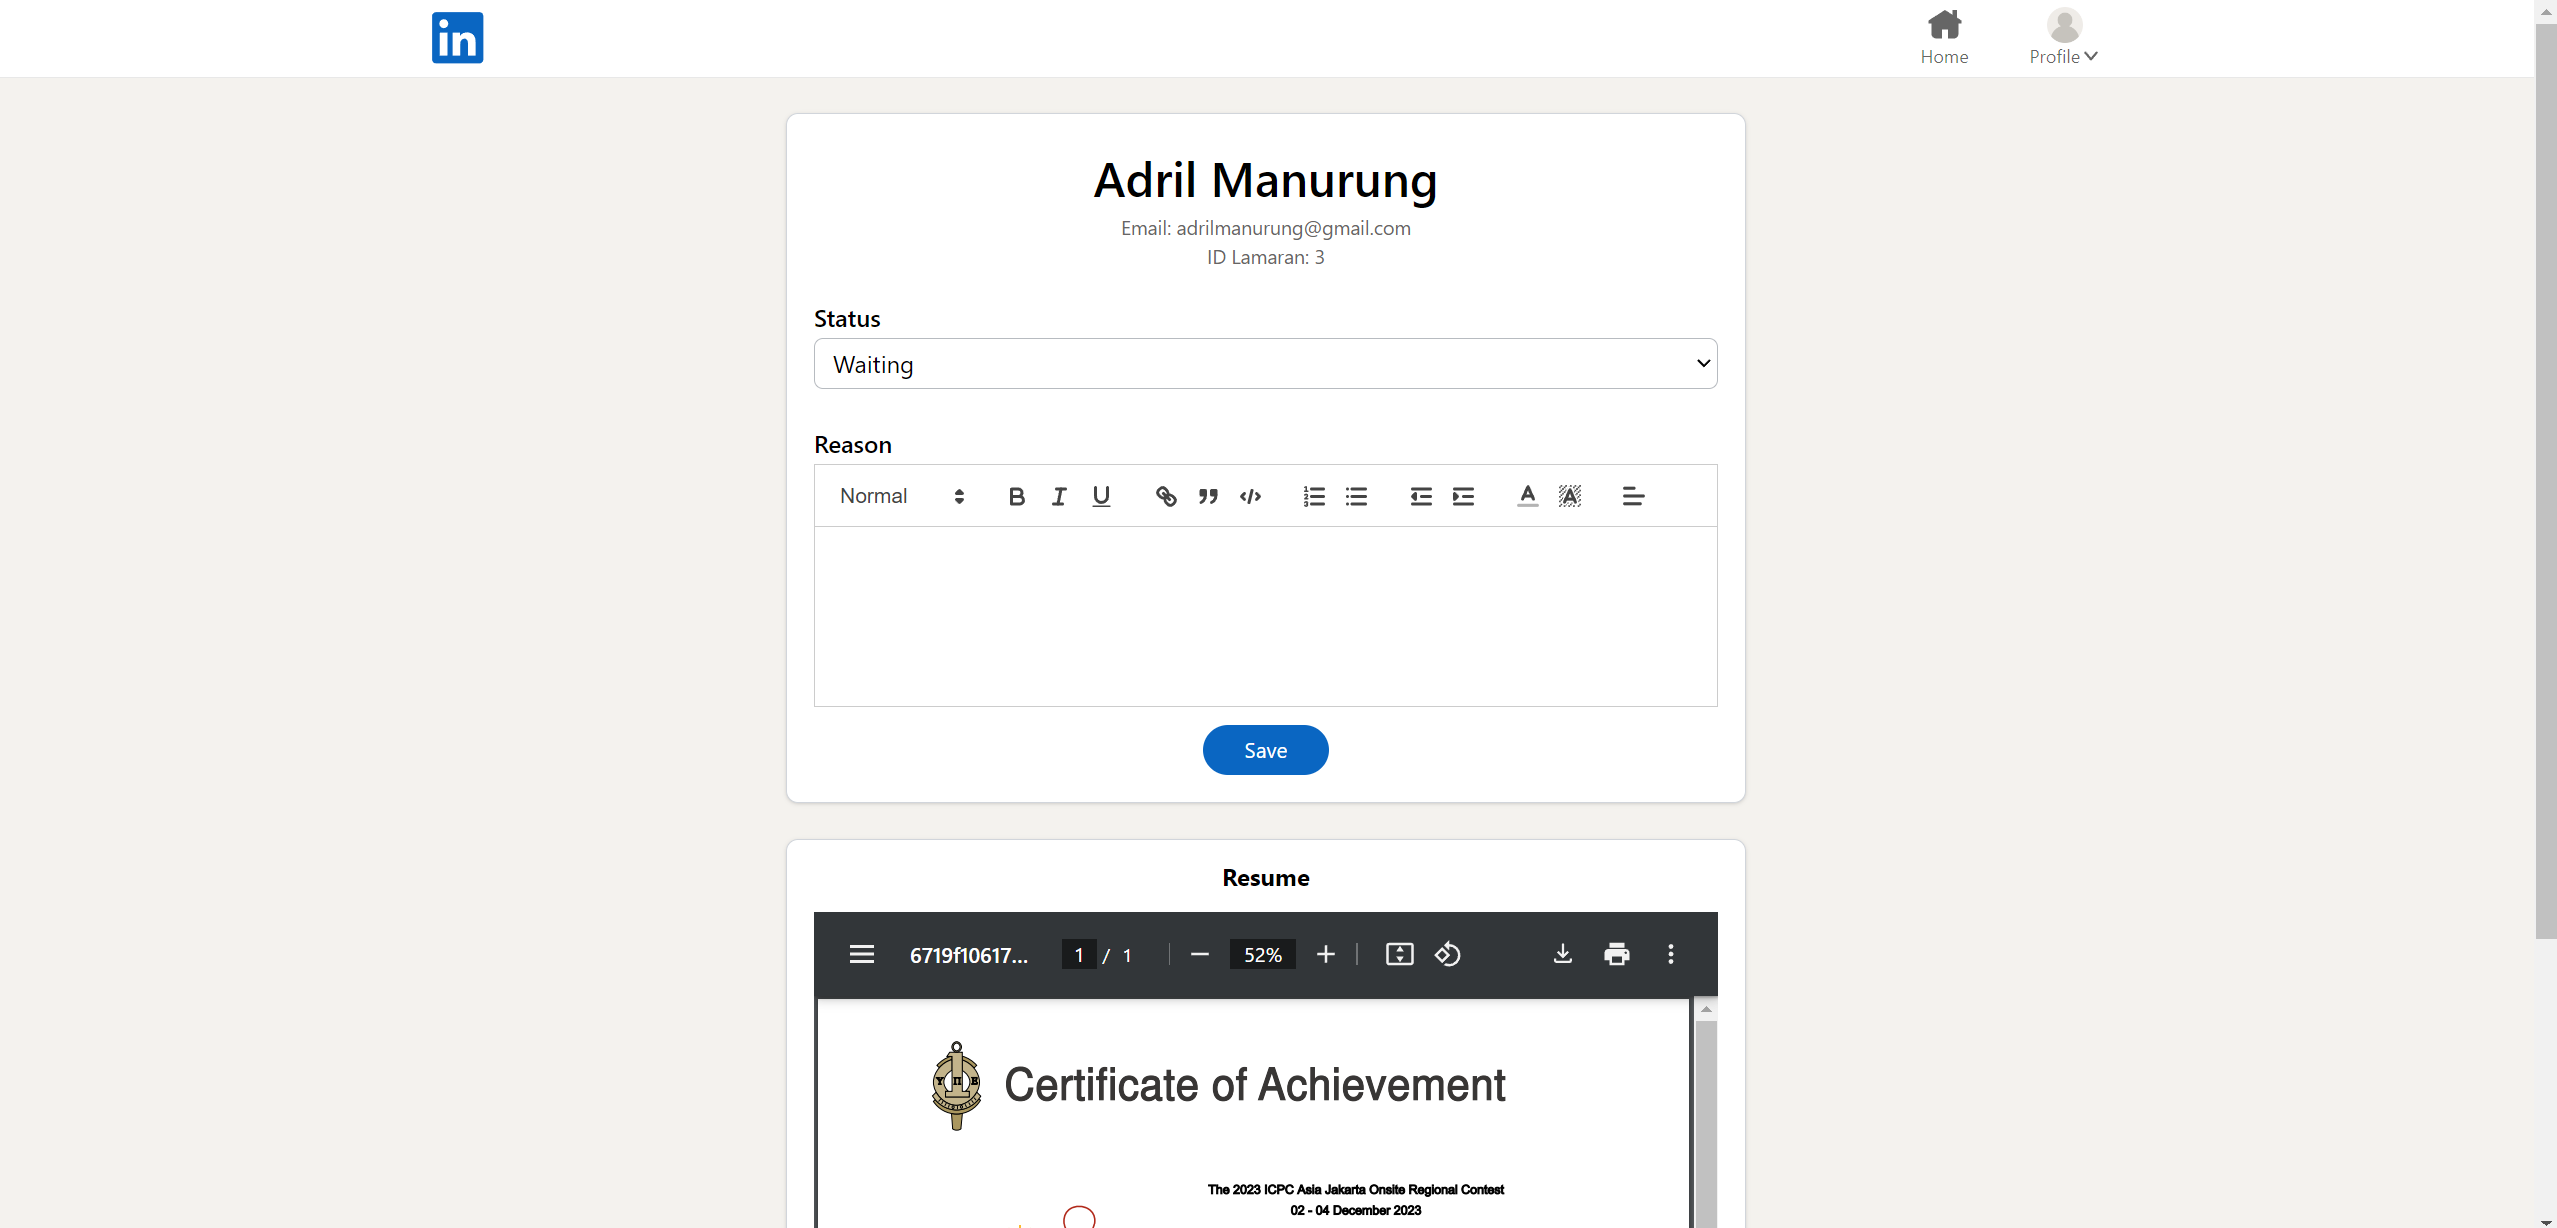 in
Home
Profile
Adril Manurung
Email: adrilmanurung@gmail.com
ID Lamaran: 3
Status
Waiting
Reason
Normal
Save
Resume
6719f10617... 1 / 1 52%
Certificate of Achievement
The 2023 ICPC Asia Jakarta Onsite Regional Contest
02 - 04 December 2023